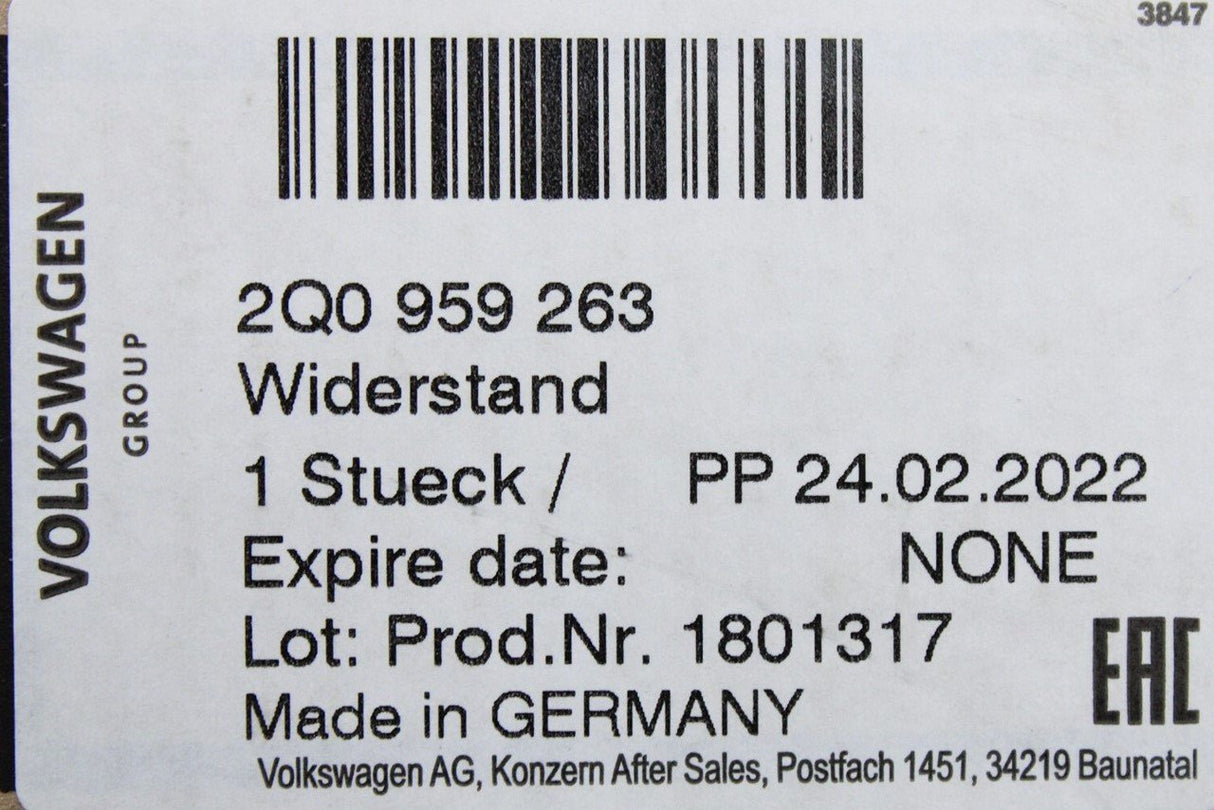 3847
VOLKSWAGEN
GROUP
2Q0 959 263
Widerstand
1 Stueck / PP 24.02.2022
Expire date: NONE
Lot: Prod.Nr. 1801317
EAC
Made in GERMANY
Volkswagen AG, Konzern After Sales, Postfach 1451, 34219 Baunatal